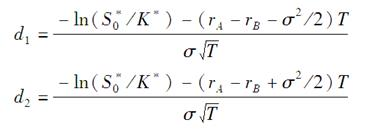 d₁ = (− ln(S₀*/K*) − (r_A − r_B − σ²/2) T) / (σ√T)
d₂ = (− ln(S₀*/K*) − (r_A − r_B + σ²/2) T) / (σ√T)